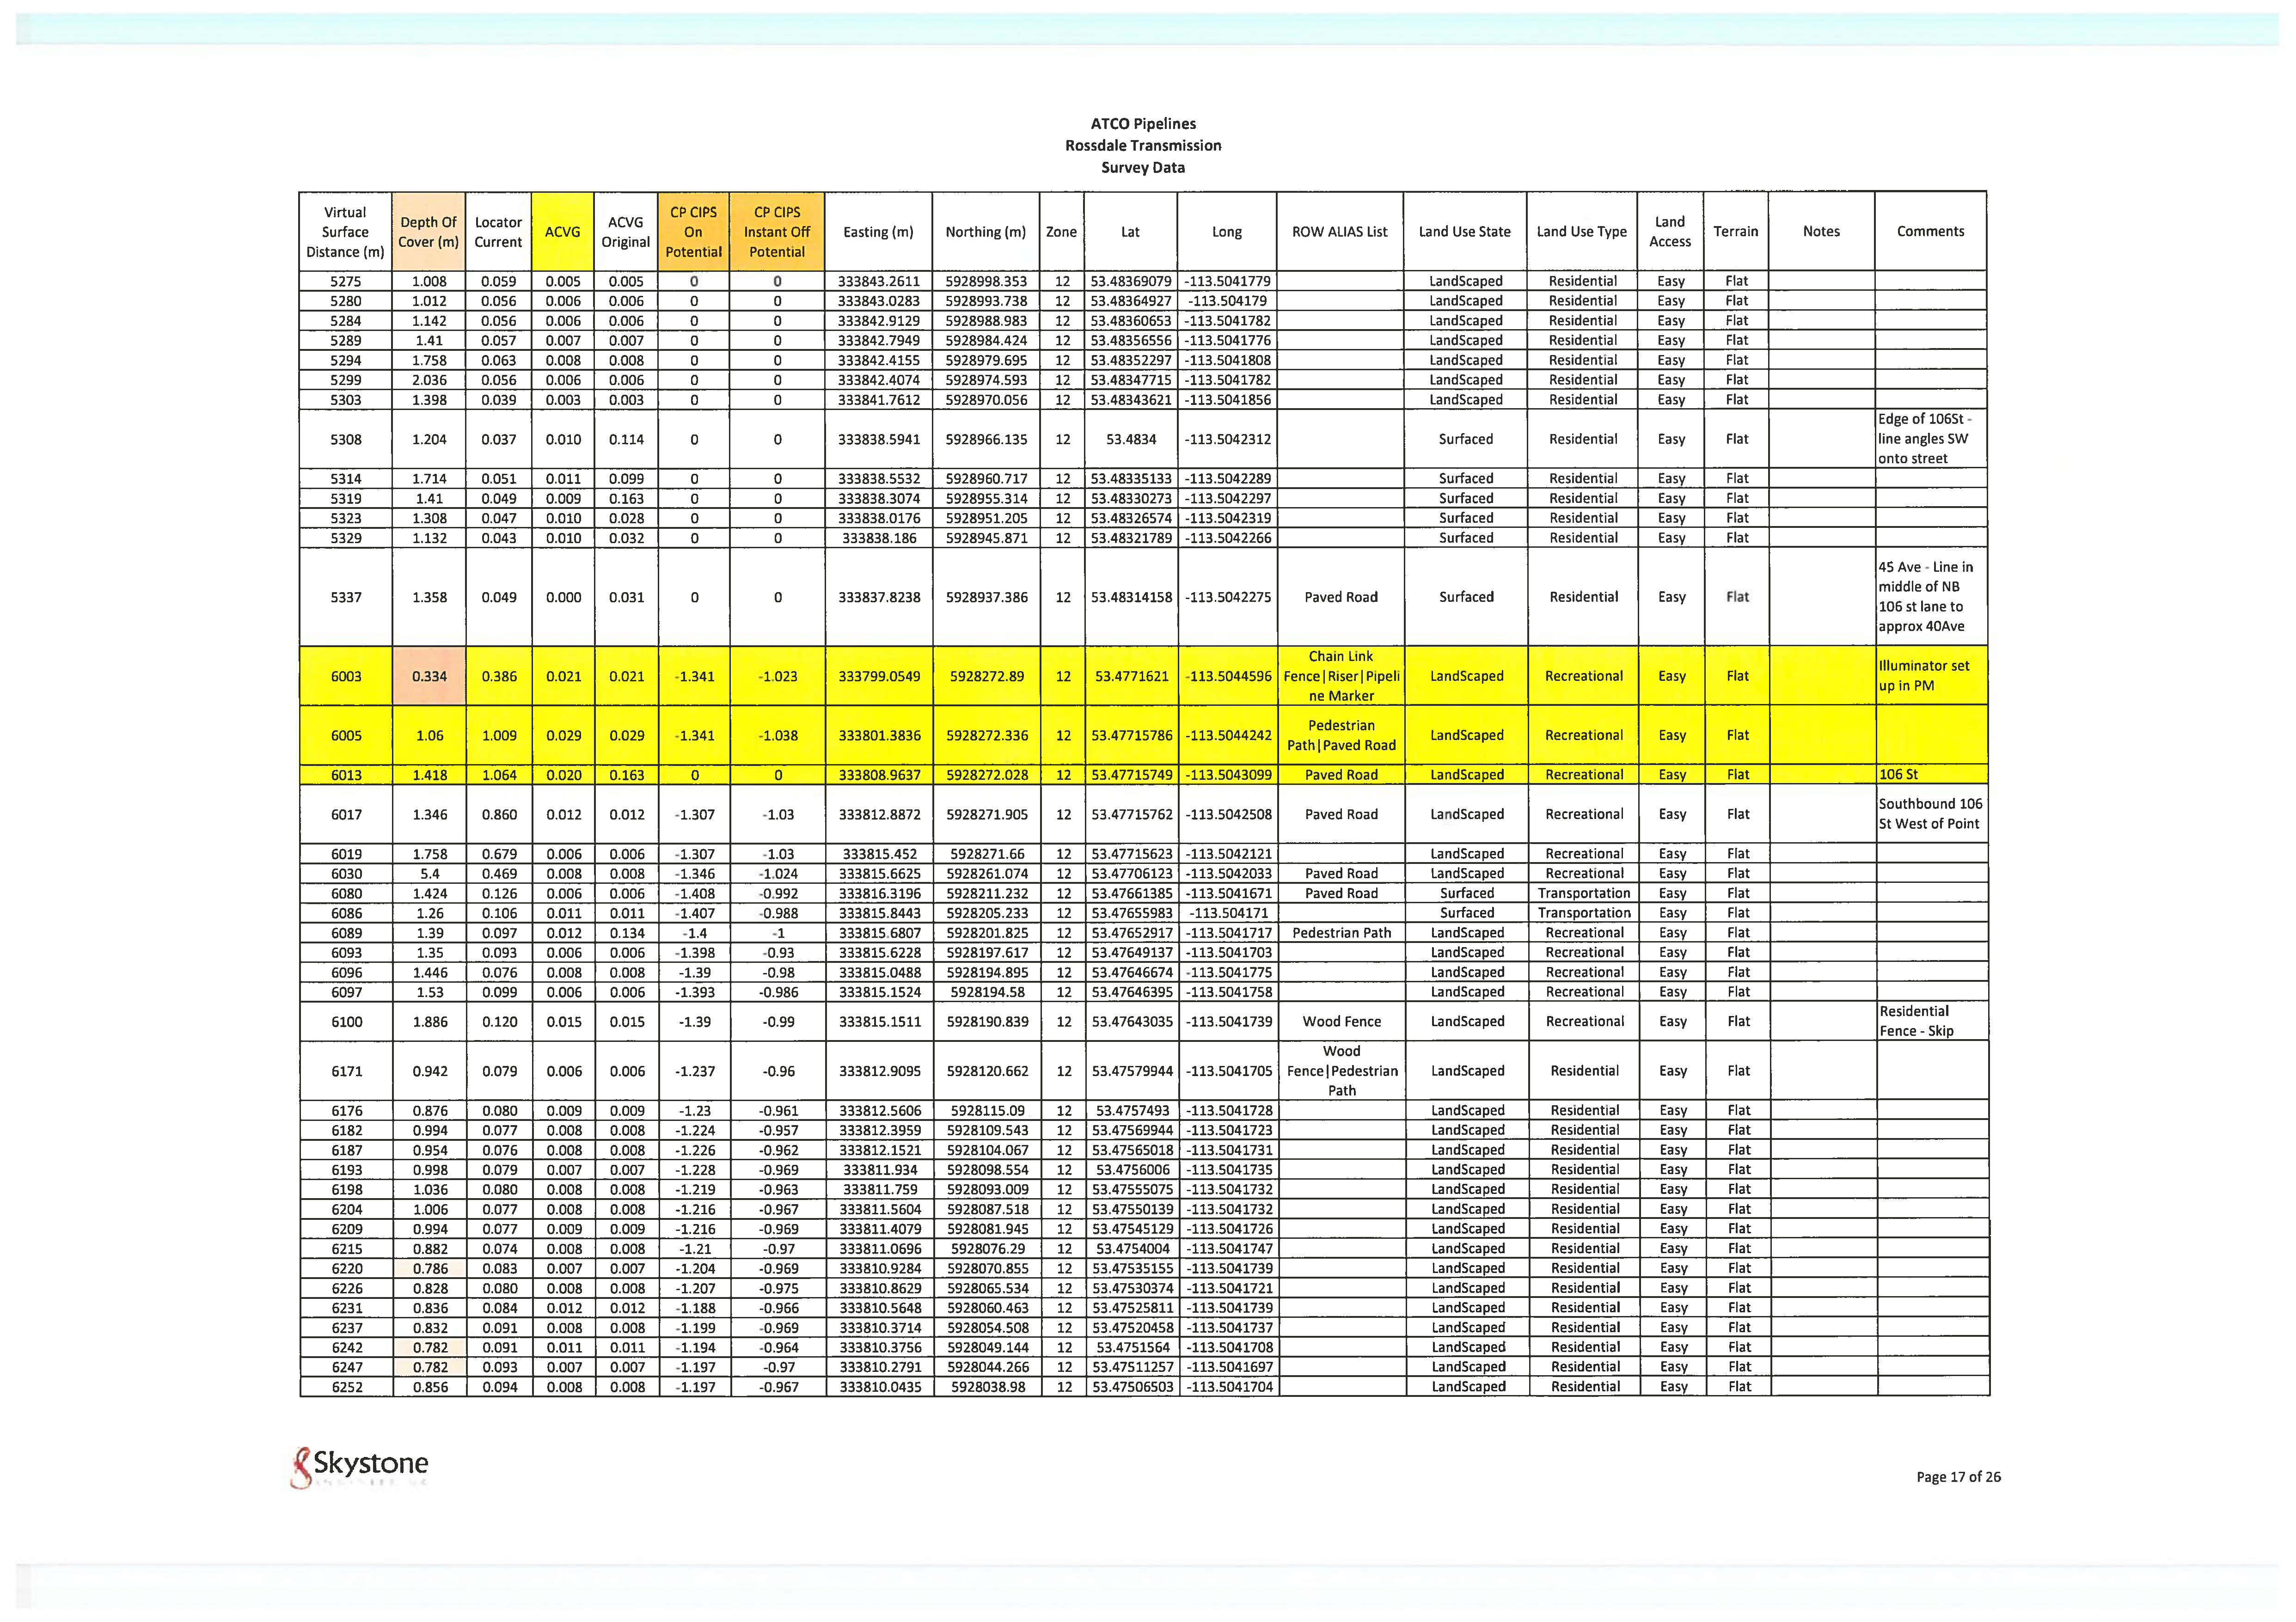 ATCO Pipelines
Rossdale Transmission
Survey Data
Virtual Surface Distance (m) Depth Of Cover (m) Locator Current ACVG ACVG Original CP CIPS On Potential CP CIPS Instant Off Potential Easting (m) Northing (m) Zone Lat Long ROW ALIAS List Land Use State Land Use Type Land Access Terrain Notes Comments
5275 1.008 0.059 0.005 0.005 0 0 333843.2611 5928998.353 12 53.48369079 -113.5041779 LandScaped Residential Easy Flat
5280 1.012 0.056 0.006 0.006 0 0 333843.0283 5928993.738 12 53.48364927 -113.504179 LandScaped Residential Easy Flat
5284 1.142 0.056 0.006 0.006 0 0 333842.9129 5928988.983 12 53.48360653 -113.5041782 LandScaped Residential Easy Flat
5289 1.41 0.057 0.007 0.007 0 0 333842.7949 5928984.424 12 53.48356556 -113.5041776 LandScaped Residential Easy Flat
5294 1.758 0.063 0.008 0.008 0 0 333842.4155 5928979.695 12 53.48352297 -113.5041808 LandScaped Residential Easy Flat
5299 2.036 0.056 0.006 0.006 0 0 333842.4074 5928974.593 12 53.48347715 -113.5041782 LandScaped Residential Easy Flat
5303 1.398 0.039 0.003 0.003 0 0 333841.7612 5928970.056 12 53.48343621 -113.5041856 LandScaped Residential Easy Flat
5308 1.204 0.037 0.010 0.114 0 0 333838.5941 5928966.135 12 53.4834 -113.5042312 Surfaced Residential Easy Flat Edge of 106St - line angles SW onto street
5314 1.714 0.051 0.011 0.099 0 0 333838.5532 5928960.717 12 53.48335133 -113.5042289 Surfaced Residential Easy Flat
5319 1.41 0.049 0.009 0.163 0 0 333838.3074 5928955.314 12 53.48330273 -113.5042297 Surfaced Residential Easy Flat
5323 1.308 0.047 0.010 0.028 0 0 333838.0176 5928951.205 12 53.48326574 -113.5042319 Surfaced Residential Easy Flat
5329 1.132 0.043 0.010 0.032 0 0 333838.186 5928945.871 12 53.48321789 -113.5042266 Surfaced Residential Easy Flat
5337 1.358 0.049 0.000 0.031 0 0 333837.8238 5928937.386 12 53.48314158 -113.5042275 Paved Road Surfaced Residential Easy Flat 45 Ave - Line in middle of NB 106 st lane to approx 40Ave
6003 0.334 0.386 0.021 0.021 -1.341 -1.023 333799.0549 5928272.89 12 53.4771621 -113.5044596 Chain Link Fence|Riser|Pipeline Marker LandScaped Recreational Easy Flat Illuminator set up in PM
6005 1.06 1.009 0.029 0.029 -1.341 -1.038 333801.3836 5928272.336 12 53.47715786 -113.5044242 Pedestrian Path|Paved Road LandScaped Recreational Easy Flat
6013 1.418 1.064 0.020 0.163 0 0 333808.9637 5928272.028 12 53.47715749 -113.5043099 Paved Road LandScaped Recreational Easy Flat 106 St
6017 1.346 0.860 0.012 0.012 -1.307 -1.03 333812.8872 5928271.905 12 53.47715762 -113.5042508 Paved Road LandScaped Recreational Easy Flat Southbound 106 St West of Point
6019 1.758 0.679 0.006 0.006 -1.307 -1.03 333815.452 5928271.66 12 53.47715623 -113.5042121 LandScaped Recreational Easy Flat
6030 5.4 0.469 0.008 0.008 -1.346 -1.024 333815.6625 5928261.074 12 53.47706123 -113.5042033 Paved Road LandScaped Recreational Easy Flat
6080 1.424 0.126 0.006 0.006 -1.408 -0.992 333816.3196 5928211.232 12 53.47661385 -113.5041671 Paved Road Surfaced Transportation Easy Flat
6086 1.26 0.106 0.011 0.011 -1.407 -0.988 333815.8443 5928205.233 12 53.47655983 -113.504171 Surfaced Transportation Easy Flat
6089 1.39 0.097 0.012 0.134 -1.4 -1 333815.6807 5928201.825 12 53.47652917 -113.5041717 Pedestrian Path LandScaped Recreational Easy Flat
6093 1.35 0.093 0.006 0.006 -1.398 -0.93 333815.6228 5928197.617 12 53.47649137 -113.5041703 LandScaped Recreational Easy Flat
6096 1.446 0.076 0.008 0.008 -1.39 -0.98 333815.0488 5928194.895 12 53.47646674 -113.5041775 LandScaped Recreational Easy Flat
6097 1.53 0.099 0.006 0.006 -1.393 -0.986 333815.1524 5928194.58 12 53.47646395 -113.5041758 LandScaped Recreational Easy Flat
6100 1.886 0.120 0.015 0.015 -1.39 -0.99 333815.1511 5928190.839 12 53.47643035 -113.5041739 Wood Fence LandScaped Recreational Easy Flat Residential Fence - Skip
6171 0.942 0.079 0.006 0.006 -1.237 -0.96 333812.9095 5928120.662 12 53.47579944 -113.5041705 Wood Fence|Pedestrian Path LandScaped Residential Easy Flat
6176 0.876 0.080 0.009 0.009 -1.23 -0.961 333812.5606 5928115.09 12 53.4757493 -113.5041728 LandScaped Residential Easy Flat
6182 0.994 0.077 0.008 0.008 -1.224 -0.957 333812.3959 5928109.543 12 53.47569944 -113.5041723 LandScaped Residential Easy Flat
6187 0.954 0.076 0.008 0.008 -1.226 -0.962 333812.1521 5928104.067 12 53.47565018 -113.5041731 LandScaped Residential Easy Flat
6193 0.998 0.079 0.007 0.007 -1.228 -0.969 333811.934 5928098.554 12 53.4756006 -113.5041735 LandScaped Residential Easy Flat
6198 1.036 0.080 0.008 0.008 -1.219 -0.963 333811.759 5928093.009 12 53.47555075 -113.5041732 LandScaped Residential Easy Flat
6204 1.006 0.077 0.008 0.008 -1.216 -0.967 333811.5604 5928087.518 12 53.47550139 -113.5041732 LandScaped Residential Easy Flat
6209 0.994 0.077 0.009 0.009 -1.216 -0.969 333811.4079 5928081.945 12 53.47545129 -113.5041726 LandScaped Residential Easy Flat
6215 0.882 0.074 0.008 0.008 -1.21 -0.97 333811.0696 5928076.29 12 53.4754004 -113.5041747 LandScaped Residential Easy Flat
6220 0.786 0.083 0.007 0.007 -1.204 -0.969 333810.9284 5928070.855 12 53.47535155 -113.5041739 LandScaped Residential Easy Flat
6226 0.828 0.080 0.008 0.008 -1.207 -0.975 333810.8629 5928065.534 12 53.47530374 -113.5041721 LandScaped Residential Easy Flat
6231 0.836 0.084 0.012 0.012 -1.188 -0.966 333810.5648 5928060.463 12 53.47525811 -113.5041739 LandScaped Residential Easy Flat
6237 0.832 0.091 0.008 0.008 -1.199 -0.969 333810.3714 5928054.508 12 53.47520458 -113.5041737 LandScaped Residential Easy Flat
6242 0.782 0.091 0.011 0.011 -1.194 -0.964 333810.3756 5928049.144 12 53.4751564 -113.5041708 LandScaped Residential Easy Flat
6247 0.782 0.093 0.007 0.007 -1.197 -0.97 333810.2791 5928044.266 12 53.47511257 -113.5041697 LandScaped Residential Easy Flat
6252 0.856 0.094 0.008 0.008 -1.197 -0.967 333810.0435 5928038.98 12 53.47506503 -113.5041704 LandScaped Residential Easy Flat
Skystone
Page 17 of 26